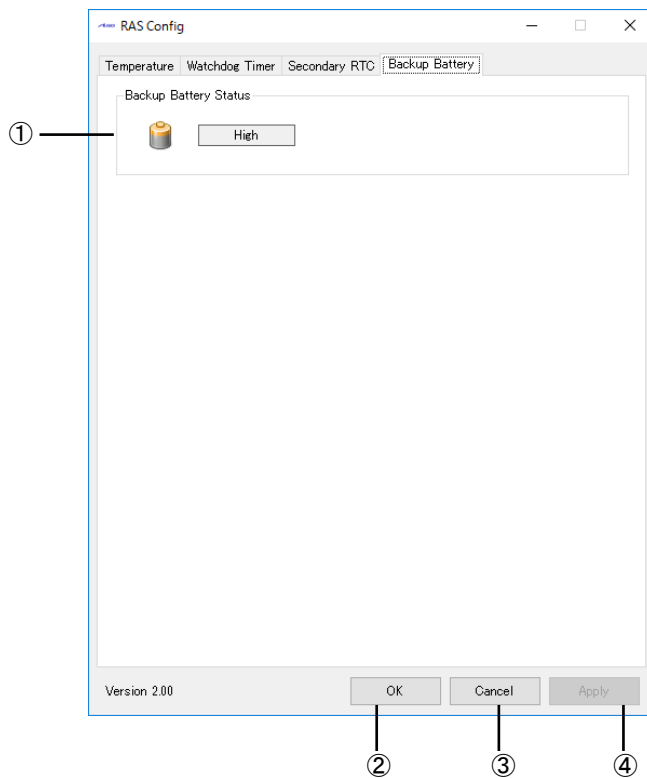 RAS Config
Temperature Watchdog Timer Secondary RTC Backup Battery
Backup Battery Status
① High
Version 2.00 OK Cancel Apply
② ③ ④